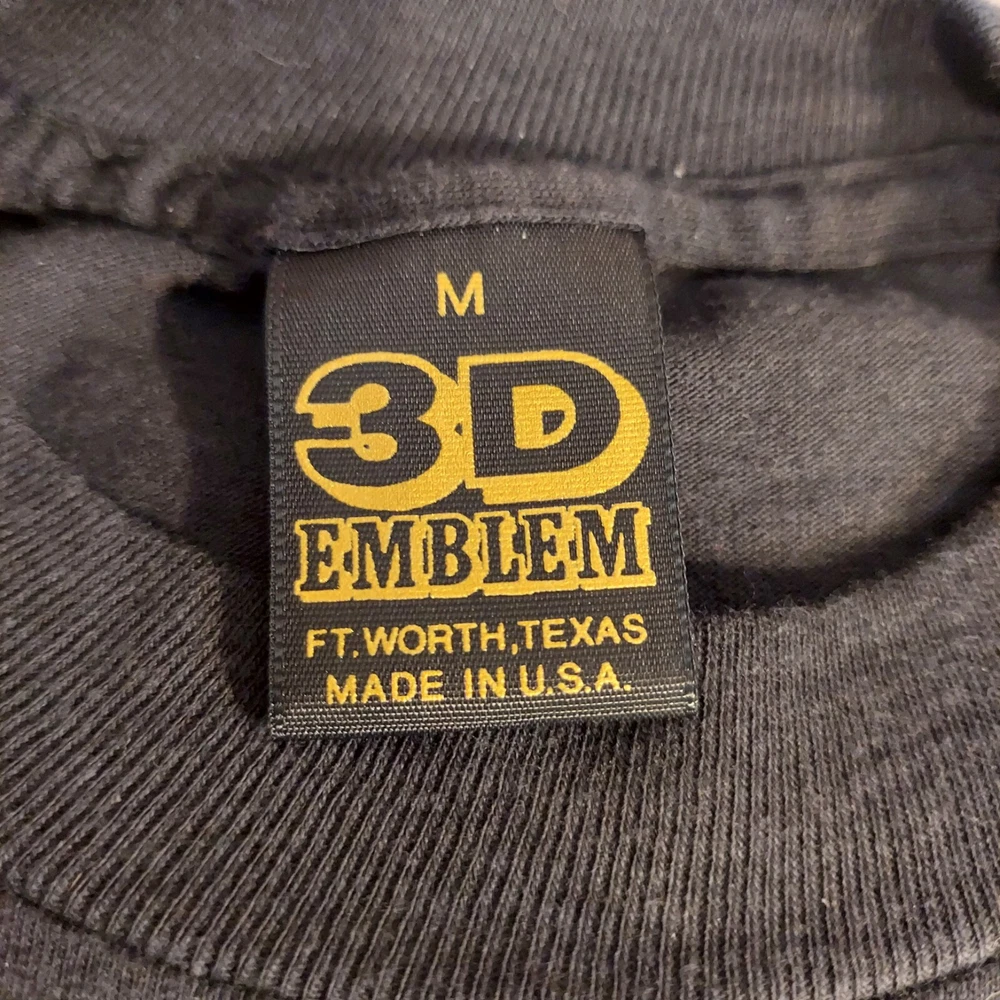 M
3D
EMBLEM
FT. WORTH, TEXAS
MADE IN U.S.A.